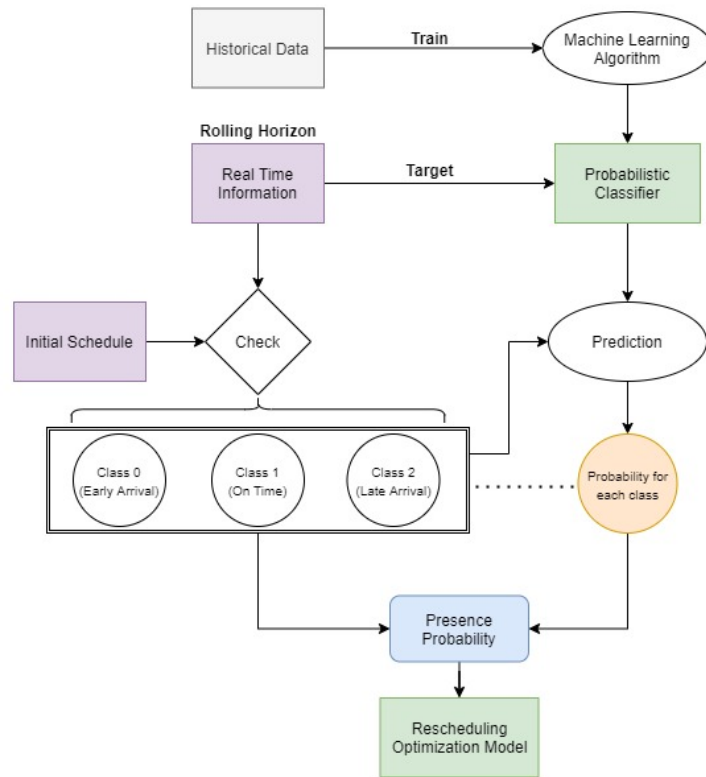 Historical Data
Train
Machine Learning
Algorithm
Rolling Horizon
Real Time
Information
Target
Probabilistic
Classifier
Initial Schedule
Check
Prediction
Class 0
(Early Arrival)
Class 1
(On Time)
Class 2
(Late Arrival)
Probability for
each class
Presence
Probability
Rescheduling
Optimization Model